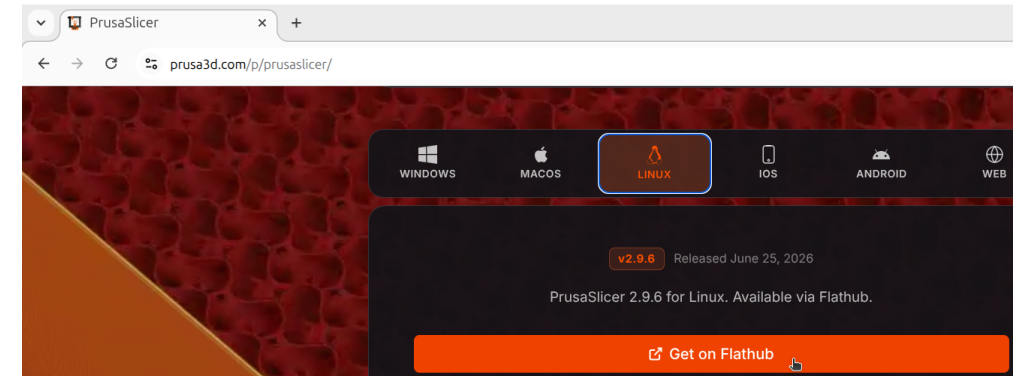 PrusaSlicer
prusa3d.com/p/prusaslicer/
WINDOWS MACOS LINUX IOS ANDROID WEB
v2.9.6 Released June 25, 2026
PrusaSlicer 2.9.6 for Linux. Available via Flathub.
Get on Flathub